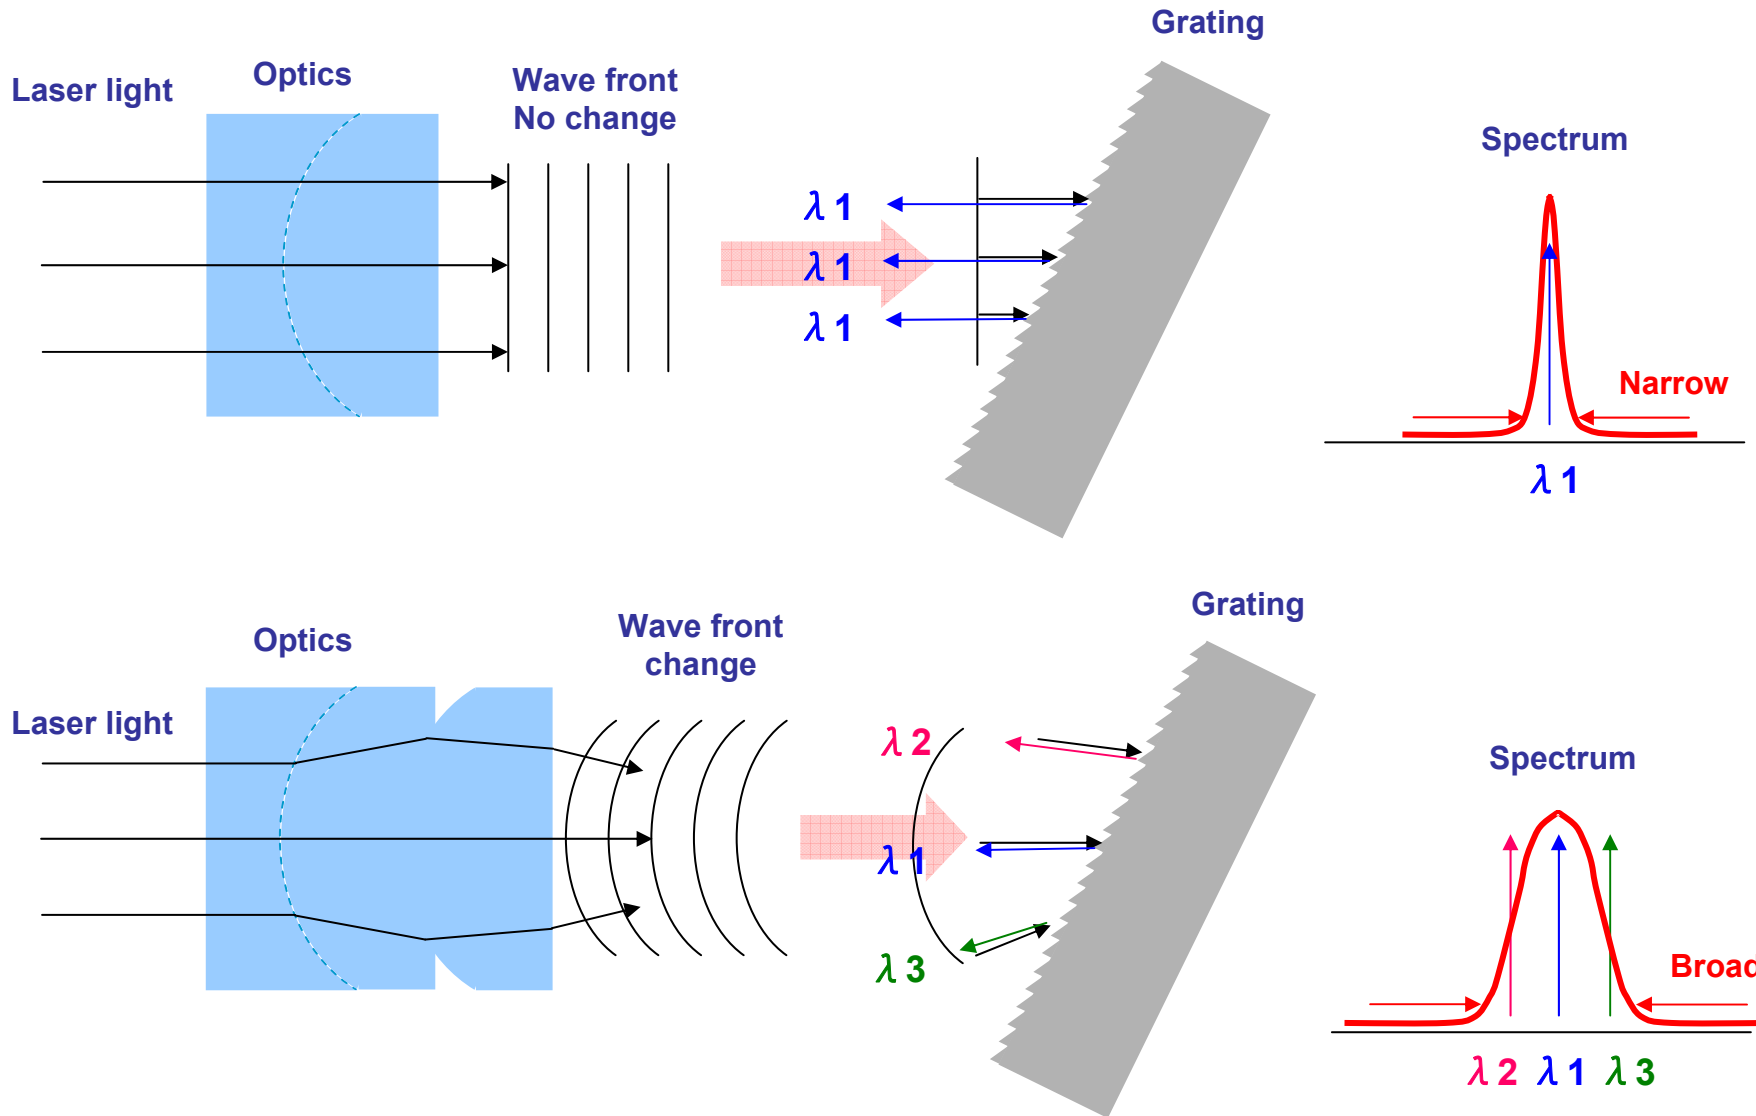 Grating
Laser light
Optics
Wave front
No change
Spectrum
λ 1
λ 1
λ 1
Narrow
λ 1
Grating
Optics
Wave front
change
Laser light
λ 2
Spectrum
λ 1
λ 3
Broad
λ 2 λ 1 λ 3